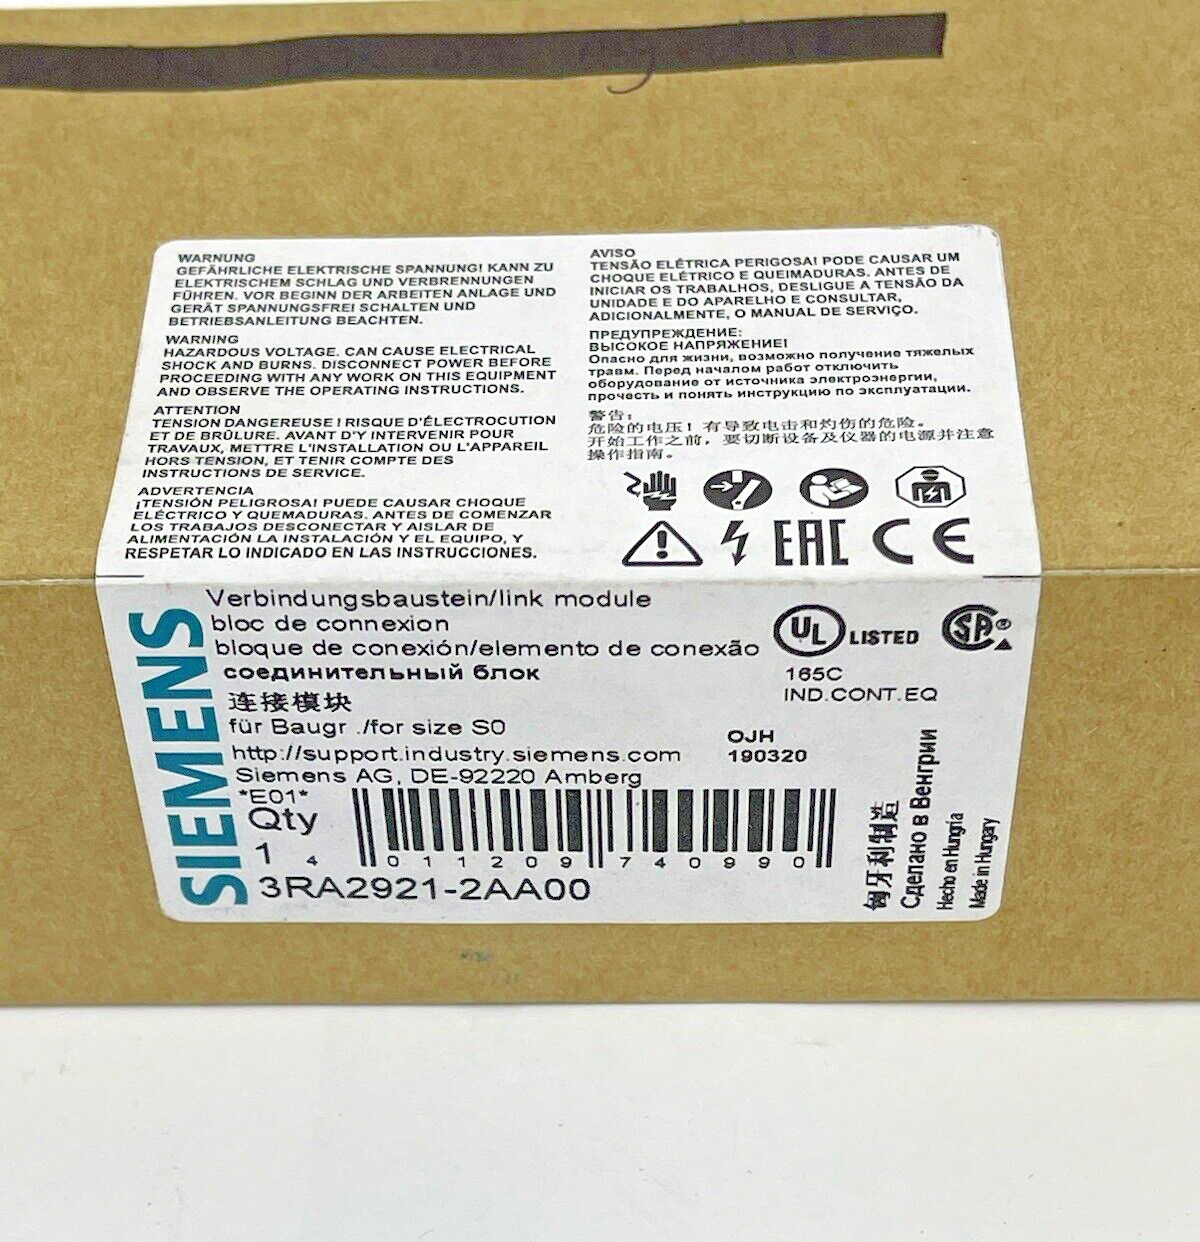 WARNUNG
GEFÄHRLICHE ELEKTRISCHE SPANNUNG! KANN ZU
ELEKTRISCHEM SCHLAG UND VERBRENNUNGEN
FÜHREN. VOR BEGINN DER ARBEITEN ANLAGE UND
GERÄT SPANNUNGSFREI SCHALTEN UND
BETRIEBSANLEITUNG BEACHTEN.
WARNING
HAZARDOUS VOLTAGE. CAN CAUSE ELECTRICAL
SHOCK AND BURNS. DISCONNECT POWER BEFORE
PROCEEDING WITH ANY WORK ON THIS EQUIPMENT
AND OBSERVE THE OPERATING INSTRUCTIONS.
ATTENTION
TENSION DANGEREUSE ! RISQUE D'ÉLECTROCUTION
ET DE BRÛLURE. AVANT D'Y INTERVENIR POUR
TRAVAUX, METTRE L'INSTALLATION OU L'APPAREIL
HORS TENSION, ET TENIR COMPTE DES
INSTRUCTIONS DE SERVICE.
ADVERTENCIA
¡TENSIÓN PELIGROSA! PUEDE CAUSAR CHOQUE
ELÉCTRICO Y QUEMADURAS. ANTES DE COMENZAR
LOS TRABAJOS DESCONECTAR Y AISLAR DE
ALIMENTACIÓN LA INSTALACIÓN Y EL EQUIPO, Y
RESPETAR LO INDICADO EN LAS INSTRUCCIONES.
AVISO
TENSÃO ELÉTRICA PERIGOSA! PODE CAUSAR UM
CHOQUE ELÉTRICO E QUEIMADURAS. ANTES DE
INICIAR OS TRABALHOS, DESLIGUE A TENSÃO DA
UNIDADE E DO APARELHO E CONSULTAR,
ADICIONALMENTE, O MANUAL DE SERVIÇO.
ПРЕДУПРЕЖДЕНИЕ:
ВЫСОКОЕ НАПРЯЖЕНИЕ!
Опасно для жизни, возможно получение тяжелых
травм. Перед началом работ отключить
оборудование от источника электроэнергии,
прочесть и понять инструкцию по эксплуатации.
警告:
危险的电压! 有导致电击和灼伤的危险。
开始工作之前, 要切断设备及仪器的电源并注意
操作指南。
EAC CE
SIEMENS
Verbindungsbaustein/link module
bloc de connexion
bloque de conexión/elemento de conexão
соединительный блок
连接模块
für Baugr ./for size S0
http://support.industry.siemens.com
Siemens AG, DE-92220 Amberg
*E01*
Qty
1
4 011209 740990
3RA2921-2AA00
UL LISTED SA®
165C
IND.CONT.EQ
OJH
190320
匈牙利制造
Сделано в Венгрии
Hecho en Hungría
Made in Hungary